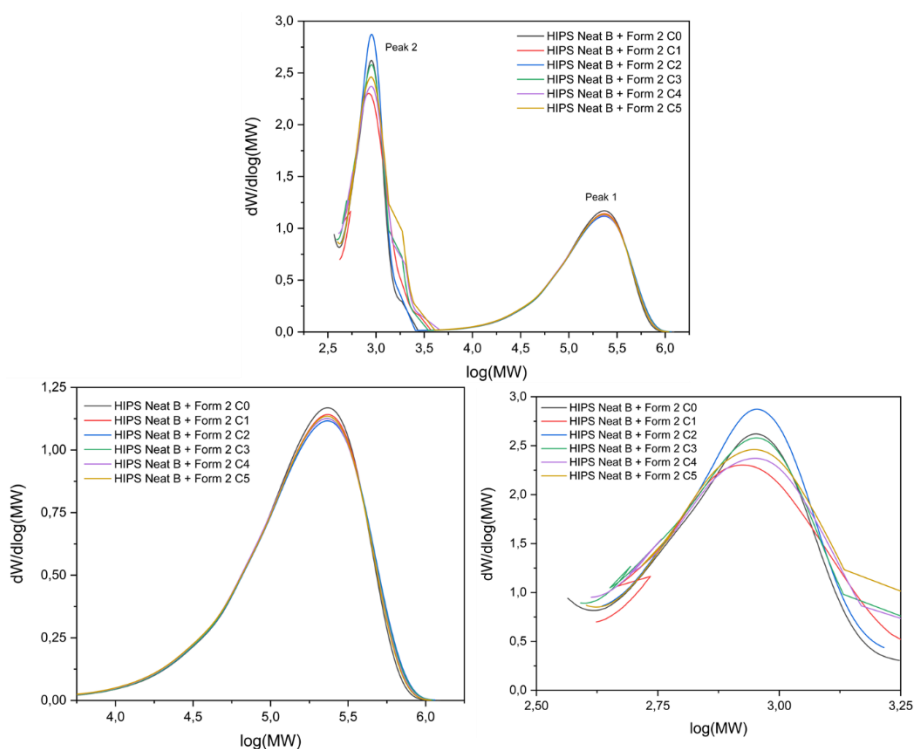 Peak 2
Peak 1
HIPS Neat B + Form 2 C0
HIPS Neat B + Form 2 C1
HIPS Neat B + Form 2 C2
HIPS Neat B + Form 2 C3
HIPS Neat B + Form 2 C4
HIPS Neat B + Form 2 C5
dW/dlog(MW)
3,0
2,5
2,0
1,5
1,0
0,5
0,0
2,5 3,0 3,5 4,0 4,5 5,0 5,5 6,0
log(MW)
HIPS Neat B + Form 2 C0
HIPS Neat B + Form 2 C1
HIPS Neat B + Form 2 C2
HIPS Neat B + Form 2 C3
HIPS Neat B + Form 2 C4
HIPS Neat B + Form 2 C5
dW/dlog(MW)
1,25
1,00
0,75
0,50
0,25
0,00
4,0 4,5 5,0 5,5 6,0
log(MW)
HIPS Neat B + Form 2 C0
HIPS Neat B + Form 2 C1
HIPS Neat B + Form 2 C2
HIPS Neat B + Form 2 C3
HIPS Neat B + Form 2 C4
HIPS Neat B + Form 2 C5
dW/dlog(MW)
3,0
2,5
2,0
1,5
1,0
0,5
0,0
2,50 2,75 3,00 3,25
log(MW)